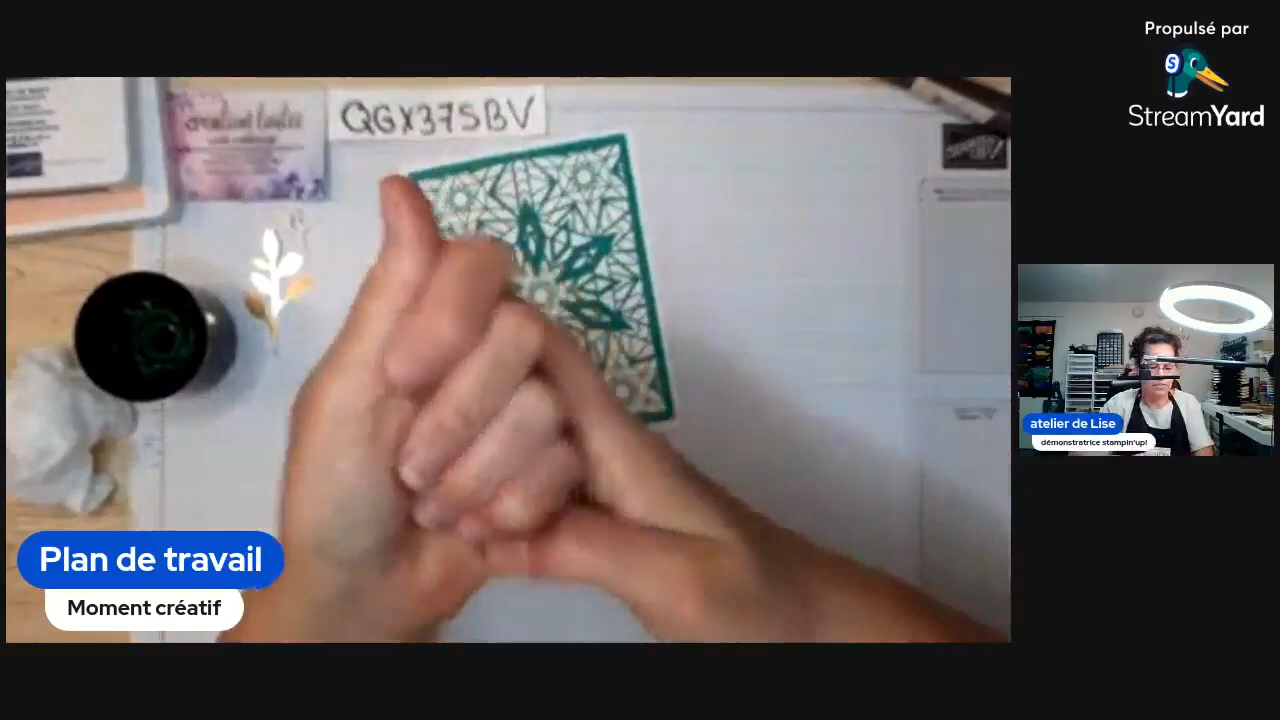 Propulsé par
StreamYard
QGX37SBV
atelier de Lise
démonstratrice stampin'up!
Plan de travail
Moment créatif